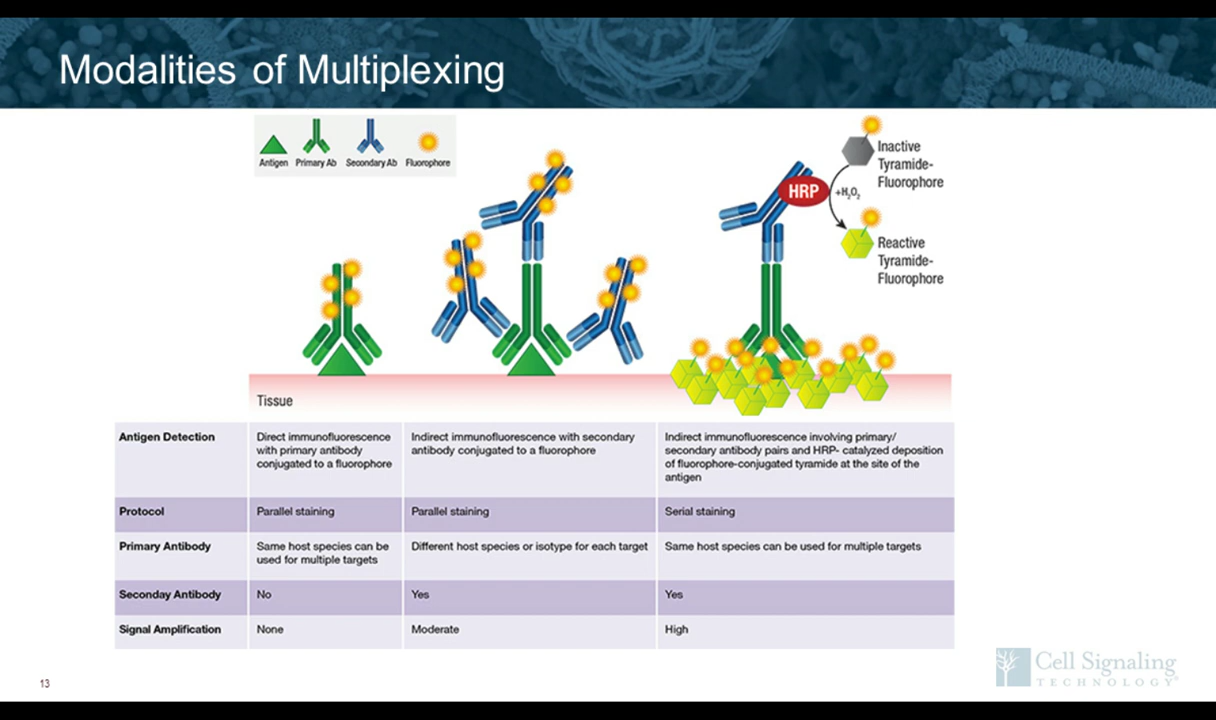 Modalities of Multiplexing
Antigen Primary Ab Secondary Ab Fluorophore
HRP
+H₂O₂
Inactive
Tyramide-
Fluorophore
Reactive
Tyramide-
Fluorophore
Tissue
Antigen Detection
Direct immunofluorescence
with primary antibody
conjugated to a fluorophore
Indirect immunofluorescence with secondary
antibody conjugated to a fluorophore
Indirect immunofluorescence involving primary/
secondary antibody pairs and HRP- catalyzed deposition
of fluorophore-conjugated tyramide at the site of the
antigen
Protocol
Parallel staining
Parallel staining
Serial staining
Primary Antibody
Same host species can be
used for multiple targets
Different host species or isotype for each target
Same host species can be used for multiple targets
Seconday Antibody
No
Yes
Yes
Signal Amplification
None
Moderate
High
13
Cell Signaling
TECHNOLOGY®